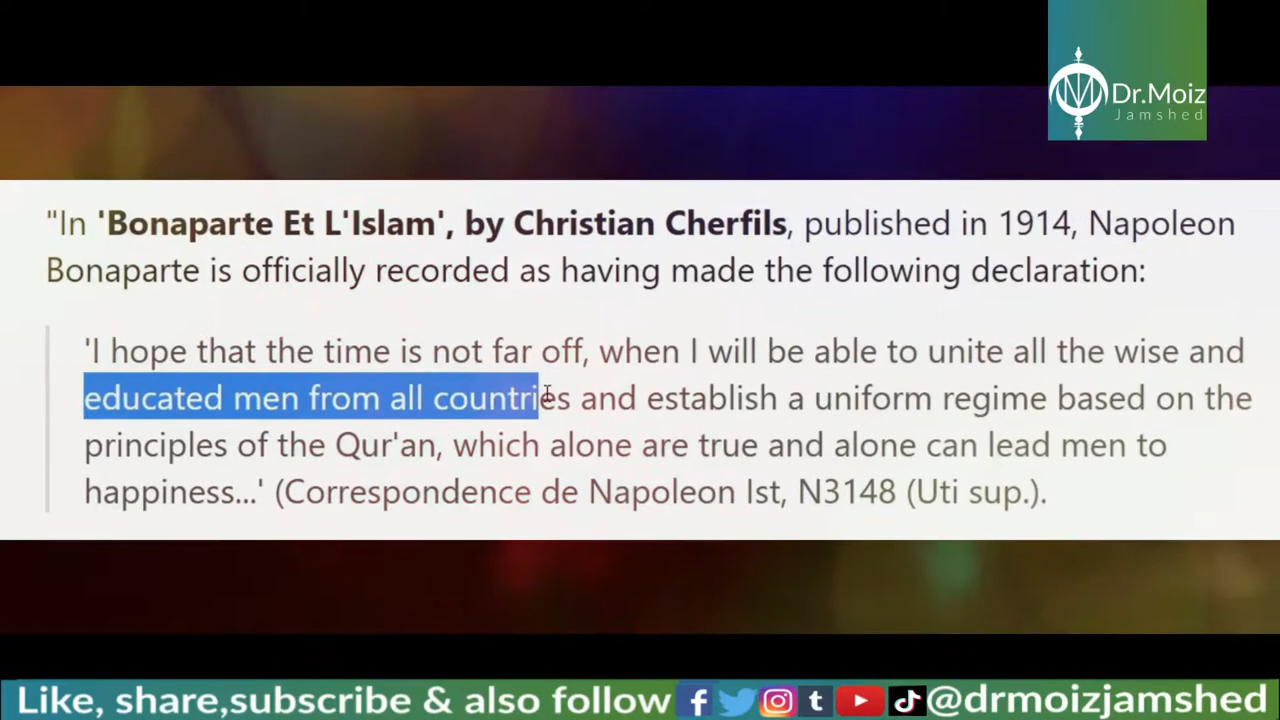 Dr.Moiz
Jamshed
"In 'Bonaparte Et L'Islam', by Christian Cherfils, published in 1914, Napoleon
Bonaparte is officially recorded as having made the following declaration:
'I hope that the time is not far off, when I will be able to unite all the wise and
educated men from all countries and establish a uniform regime based on the
principles of the Qur'an, which alone are true and alone can lead men to
happiness...' (Correspondence de Napoleon Ist, N3148 (Uti sup.).
Like, share,subscribe & also follow @drmoizjamshed